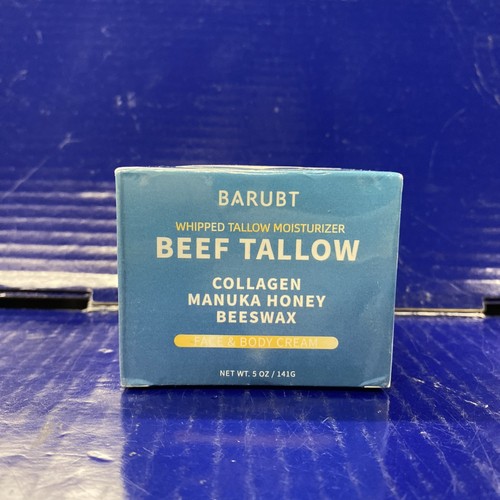 BARUBT
WHIPPED TALLOW MOISTURIZER
BEEF TALLOW
COLLAGEN
MANUKA HONEY
BEESWAX
FACE & BODY CREAM
NET WT. 5 OZ / 141G